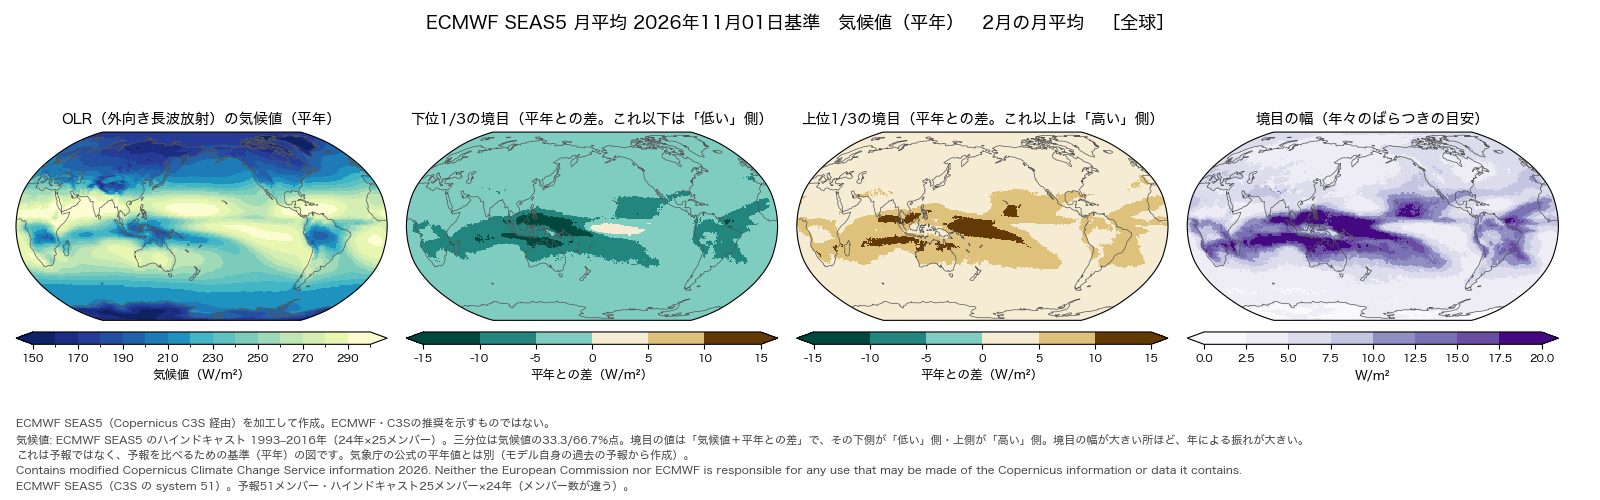 ECMWF SEAS5 月平均 2026年11月01日基準　気候値（平年）　2月の月平均　［全球］
OLR（外向き長波放射）の気候値（平年）
下位1/3の境目（平年との差。これ以下は「低い」側）
上位1/3の境目（平年との差。これ以上は「高い」側）
境目の幅（年々のばらつきの目安）
150 170 190 210 230 250 270 290
気候値（W/m²）
-15 -10 -5 0 5 10 15
平年との差（W/m²）
-15 -10 -5 0 5 10 15
平年との差（W/m²）
0.0 2.5 5.0 7.5 10.0 12.5 15.0 17.5 20.0
W/m²
ECMWF SEAS5（Copernicus C3S 経由）を加工して作成。ECMWF・C3Sの推奨を示すものではない。
気候値: ECMWF SEAS5 のハインドキャスト 1993–2016年（24年×25メンバー）。三分位は気候値の33.3/66.7%点。境目の値は「気候値＋平年との差」で、その下側が「低い」側・上側が「高い」側。境目の幅が大きい所ほど、年による振れが大きい。
これは予報ではなく、予報を比べるための基準（平年）の図です。気象庁の公式の平年値とは別（モデル自身の過去の予報から作成）。
Contains modified Copernicus Climate Change Service information 2026. Neither the European Commission nor ECMWF is responsible for any use that may be made of the Copernicus information or data it contains.
ECMWF SEAS5（C3S の system 51）。予報51メンバー・ハインドキャスト25メンバー×24年（メンバー数が違う）。